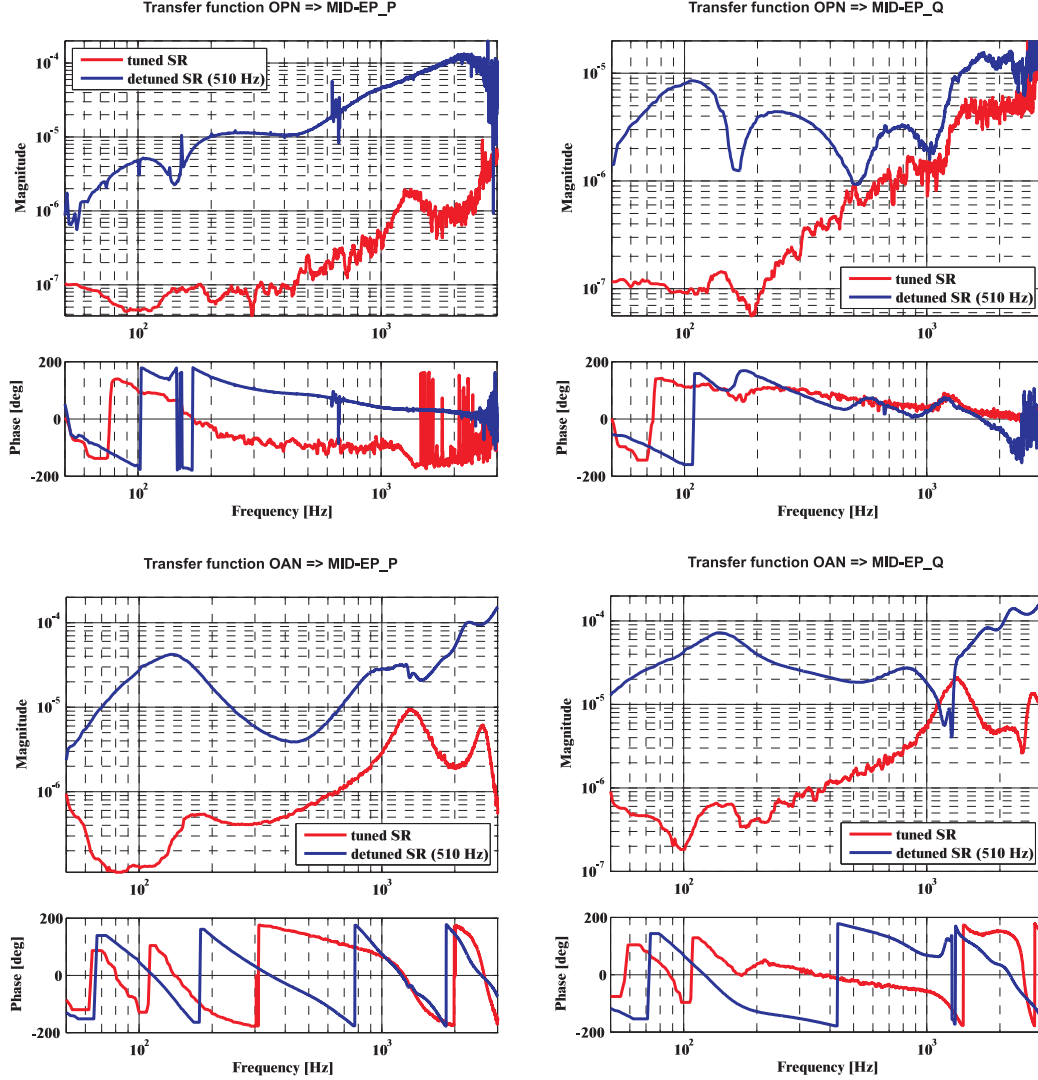 Transfer function OPN => MID-EP_P
10^-4
10^-5
10^-6
10^-7
Magnitude
tuned SR
detuned SR (510 Hz)
10^2
10^3
200
0
-200
Phase [deg]
10^2
10^3
Frequency [Hz]
Transfer function OPN => MID-EP_Q
10^-5
10^-6
10^-7
Magnitude
tuned SR
detuned SR (510 Hz)
10^2
10^3
200
0
-200
Phase [deg]
10^2
10^3
Frequency [Hz]
Transfer function OAN => MID-EP_P
10^-4
10^-5
10^-6
Magnitude
tuned SR
detuned SR (510 Hz)
10^2
10^3
200
0
-200
Phase [deg]
10^2
10^3
Frequency [Hz]
Transfer function OAN => MID-EP_Q
10^-4
10^-5
10^-6
10^-7
Magnitude
tuned SR
detuned SR (510 Hz)
10^2
10^3
200
0
-200
Phase [deg]
10^2
10^3
Frequency [Hz]